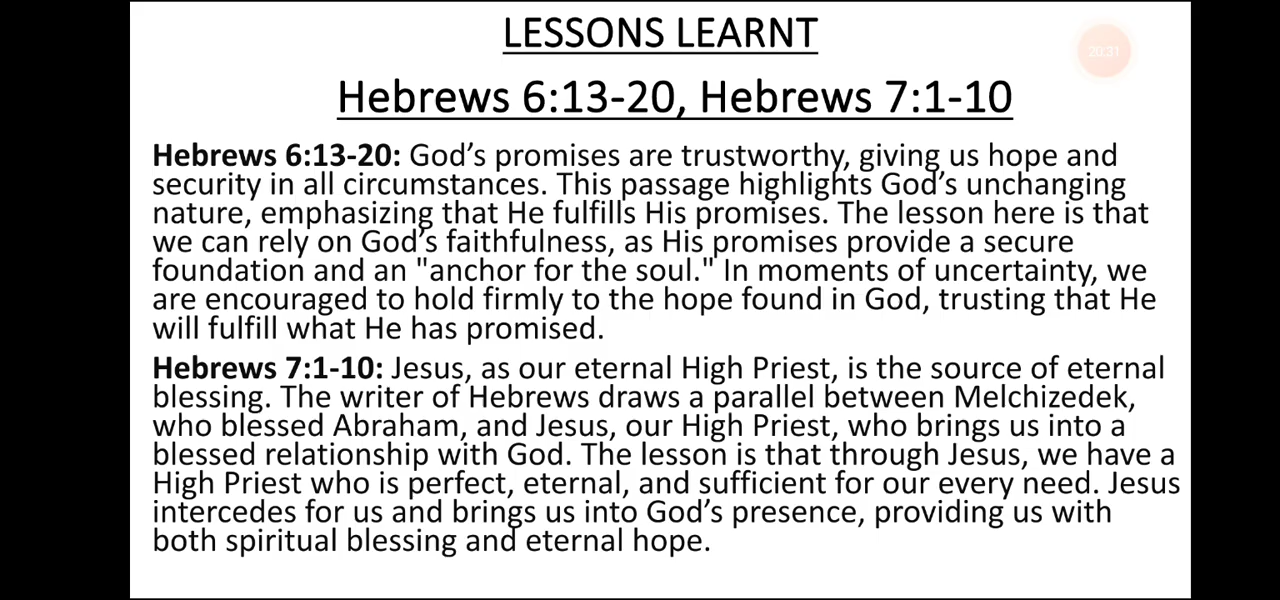 LESSONS LEARNT
20:31
Hebrews 6:13-20, Hebrews 7:1-10
Hebrews 6:13-20: God’s promises are trustworthy, giving us hope and
security in all circumstances. This passage highlights God’s unchanging
nature, emphasizing that He fulfills His promises. The lesson here is that
we can rely on God’s faithfulness, as His promises provide a secure
foundation and an "anchor for the soul." In moments of uncertainty, we
are encouraged to hold firmly to the hope found in God, trusting that He
will fulfill what He has promised.
Hebrews 7:1-10: Jesus, as our eternal High Priest, is the source of eternal
blessing. The writer of Hebrews draws a parallel between Melchizedek,
who blessed Abraham, and Jesus, our High Priest, who brings us into a
blessed relationship with God. The lesson is that through Jesus, we have a
High Priest who is perfect, eternal, and sufficient for our every need. Jesus
intercedes for us and brings us into God’s presence, providing us with
both spiritual blessing and eternal hope.